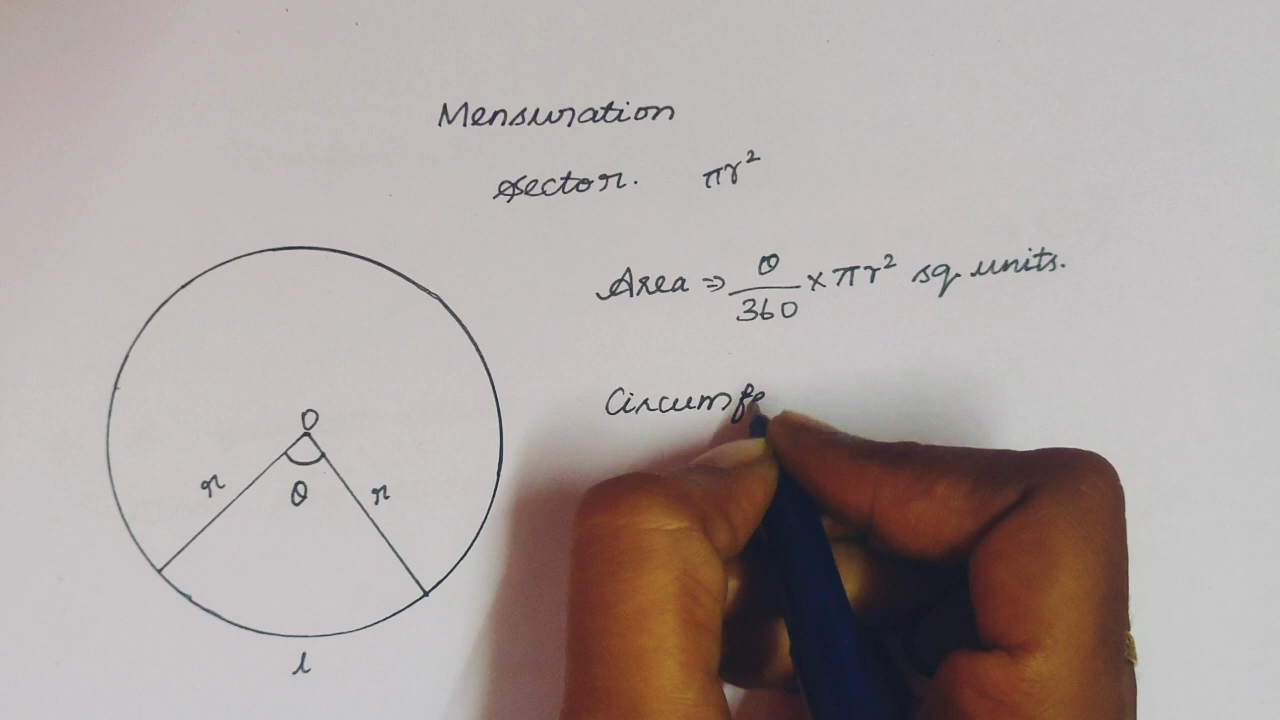 Mensuration
Sector. πr²
Area ⇒ θ/360 × πr² sq. units.
Circumfe
O
r θ r
l